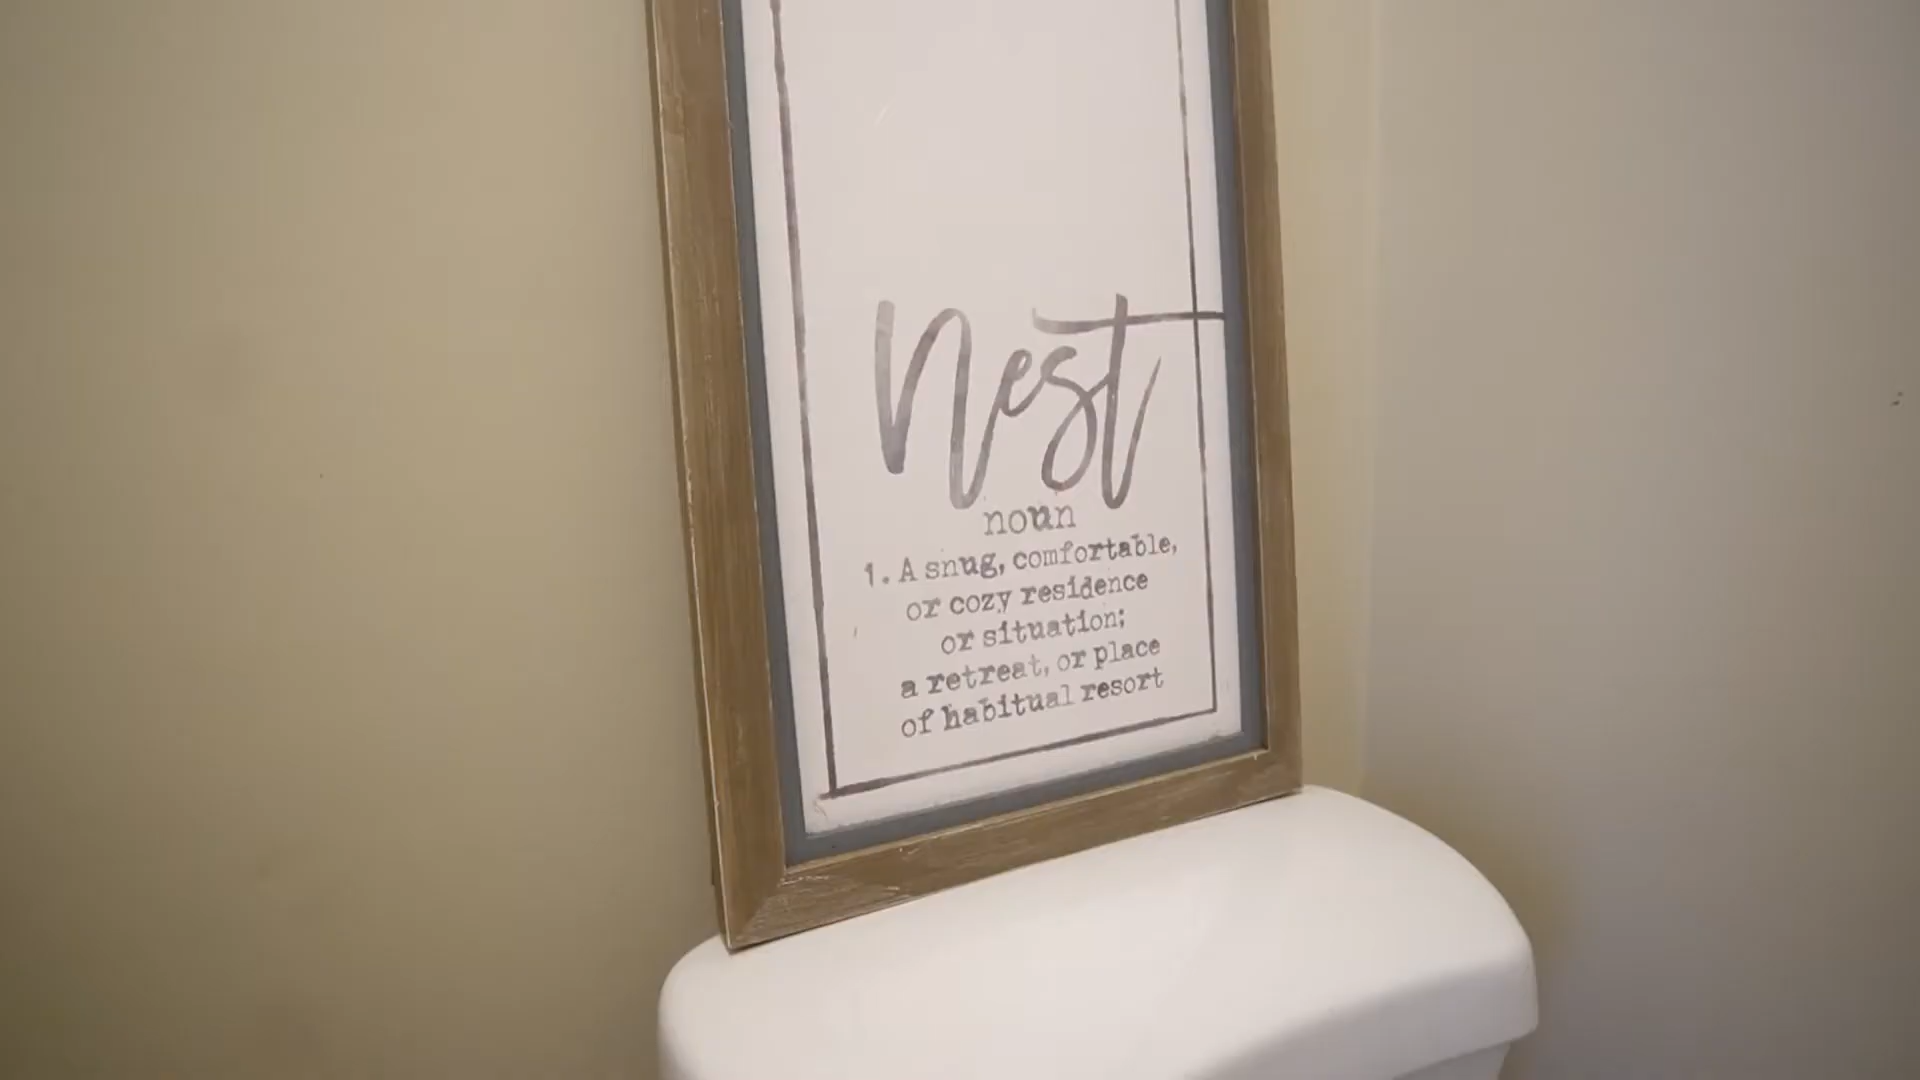 nest
noun
1. A snug, comfortable,
or cozy residence
or situation;
a retreat, or place
of habitual resort